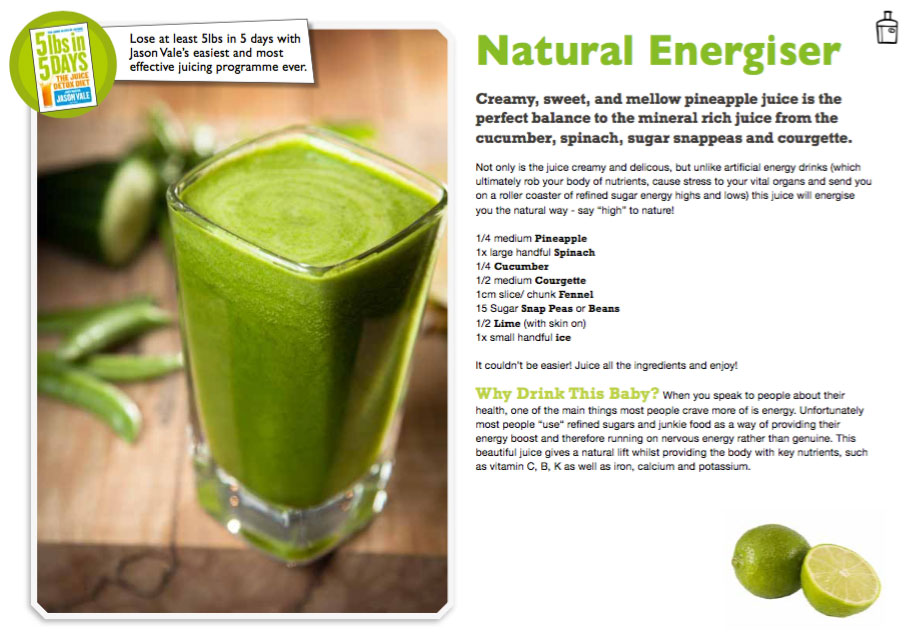 5lbs in
5 DAYS
THE JUICE
DETOX DIET
JASON VALE
Lose at least 5lbs in 5 days with
Jason Vale's easiest and most
effective juicing programme ever.
Natural Energiser
Creamy, sweet, and mellow pineapple juice is the
perfect balance to the mineral rich juice from the
cucumber, spinach, sugar snappeas and courgette.
Not only is the juice creamy and delicous, but unlike artificial energy drinks (which
ultimately rob your body of nutrients, cause stress to your vital organs and send you
on a roller coaster of refined sugar energy highs and lows) this juice will energise
you the natural way - say “high” to nature!
1/4 medium Pineapple
1x large handful Spinach
1/4 Cucumber
1/2 medium Courgette
1cm slice/ chunk Fennel
15 Sugar Snap Peas or Beans
1/2 Lime (with skin on)
1x small handful ice
It couldn’t be easier! Juice all the ingredients and enjoy!
Why Drink This Baby? When you speak to people about their
health, one of the main things most people crave more of is energy. Unfortunately
most people “use“ refined sugars and junkie food as a way of providing their
energy boost and therefore running on nervous energy rather than genuine. This
beautiful juice gives a natural lift whilst providing the body with key nutrients, such
as vitamin C, B, K as well as iron, calcium and potassium.